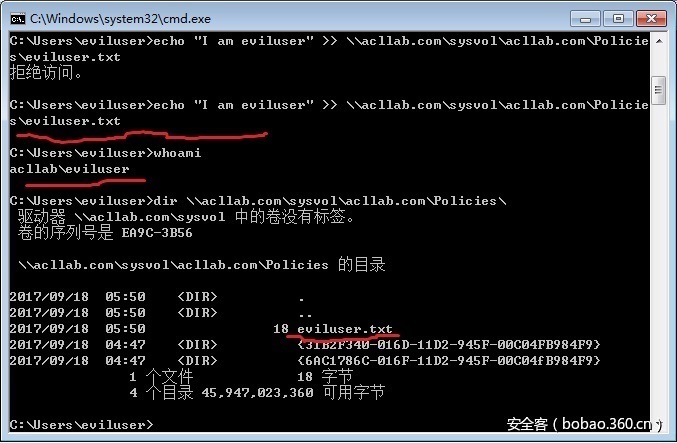 C:\Windows\system32\cmd.exe
C:\Users\eviluser>echo "I am eviluser" >> \\acllab.com\sysvol\acllab.com\Policie
s\eviluser.txt
拒绝访问。
C:\Users\eviluser>echo "I am eviluser" >> \\acllab.com\sysvol\acllab.com\Policie
s\eviluser.txt
C:\Users\eviluser>whoami
acllab\eviluser
C:\Users\eviluser>dir \\acllab.com\sysvol\acllab.com\Policies\
驱动器 \\acllab.com\sysvol 中的卷没有标签。
卷的序列号是 EA9C-3B56
\\acllab.com\sysvol\acllab.com\Policies 的目录
2017/09/18  05:50    <DIR>          .
2017/09/18  05:50    <DIR>          ..
2017/09/18  05:50                18 eviluser.txt
2017/09/18  04:47    <DIR>          {31B2F340-016D-11D2-945F-00C04FB984F9}
2017/09/18  04:47    <DIR>          {6AC1786C-016F-11D2-945F-00C04fB984F9}
1 个文件             18 字节
4 个目录 45,947,023,360 可用字节
C:\Users\eviluser>
安全客（bobao.360.cn）